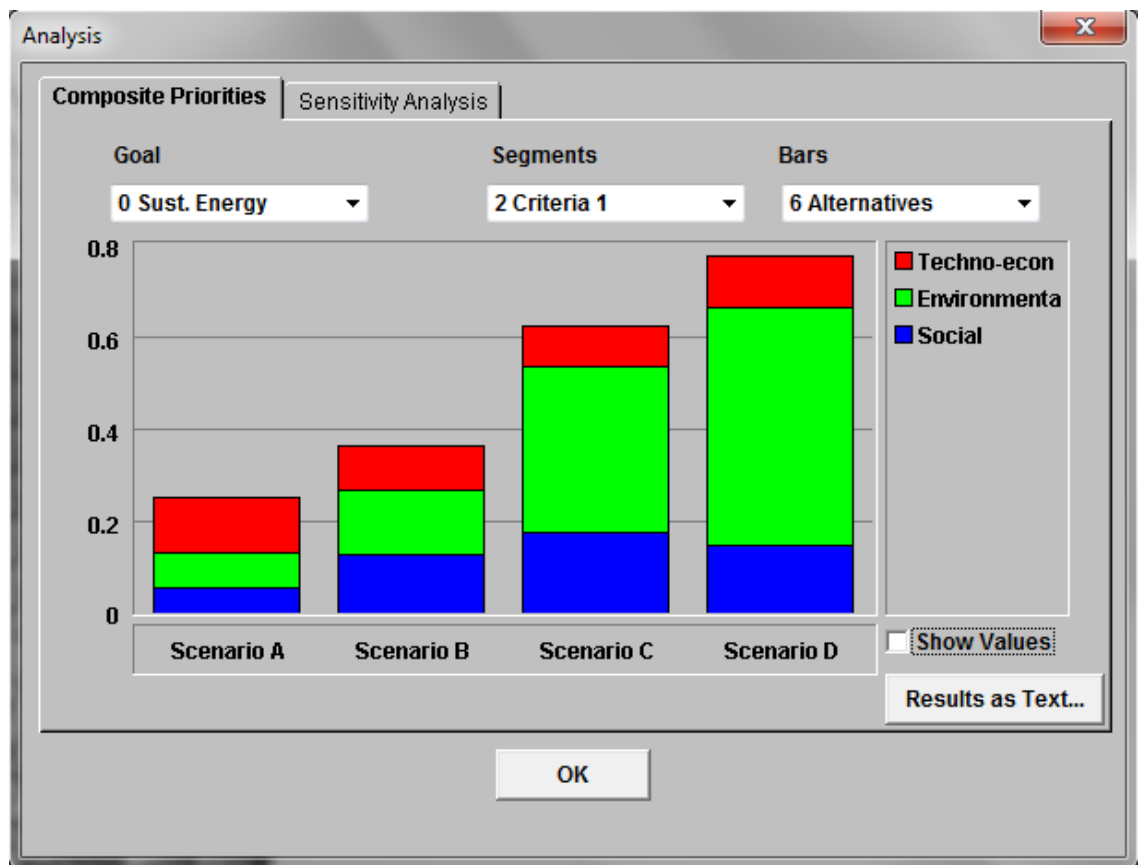 Analysis
Composite Priorities
Sensitivity Analysis
Goal
Segments
Bars
0 Sust. Energy
2 Criteria 1
6 Alternatives
0.8
0.6
0.4
0.2
0
Techno-econ
Environmenta
Social
Scenario A
Scenario B
Scenario C
Scenario D
Show Values
Results as Text...
OK